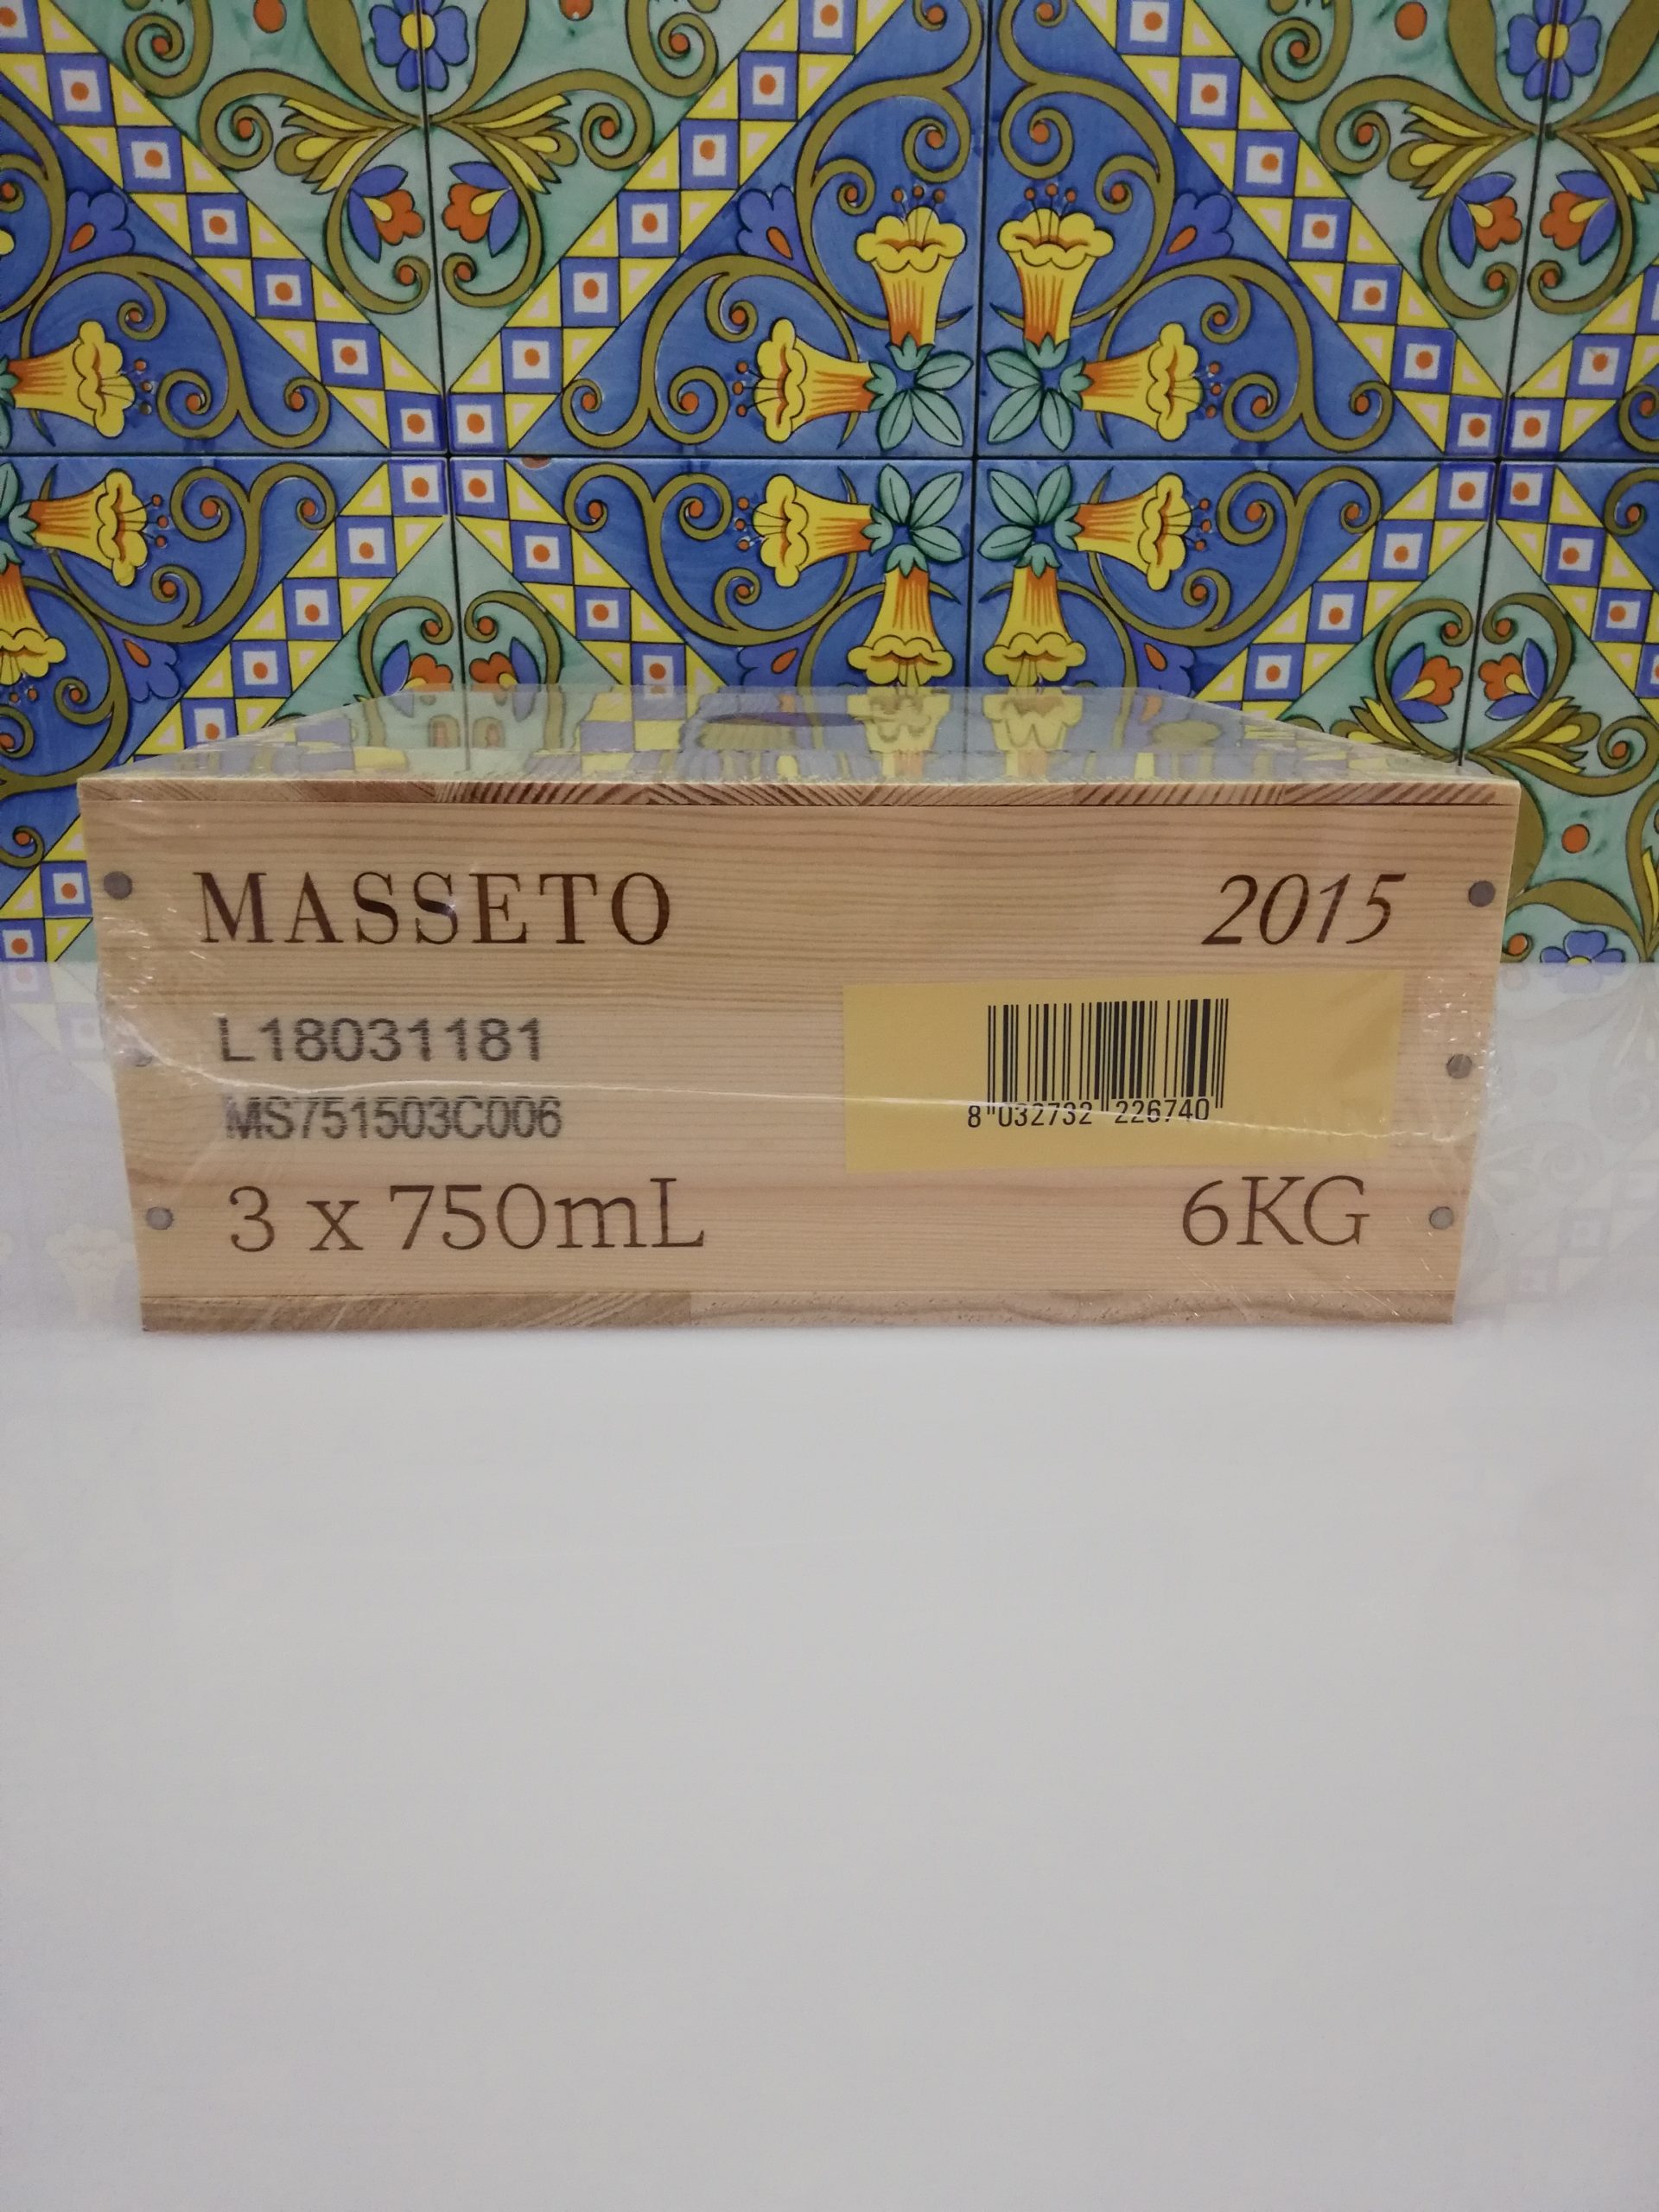 MASSETO 2015
L18031181
MS751503C006
8 032732 226740
3 x 750mL 6KG